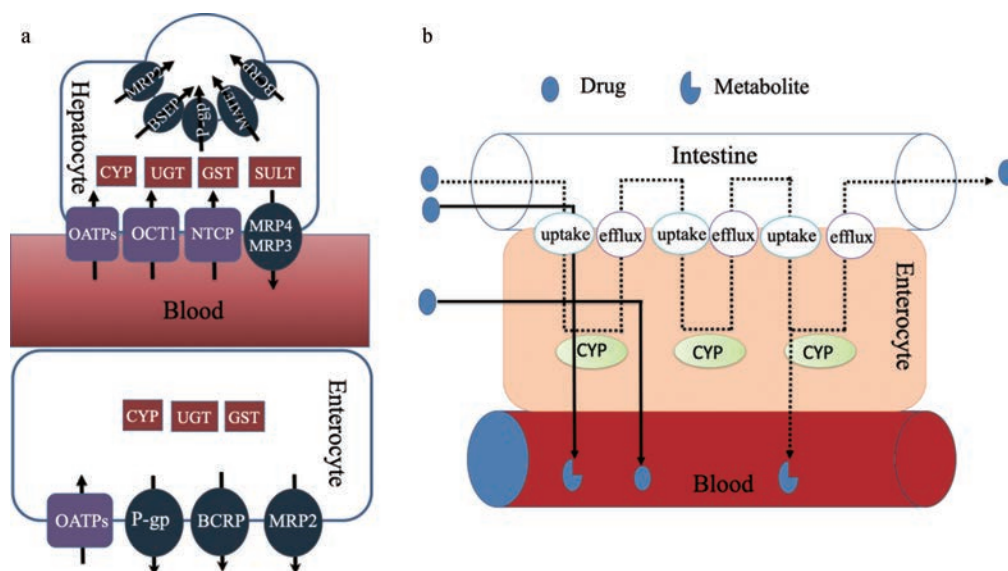 a
Hepatocyte
MRP2
BSEP
P-gp
MATE1
BCRP
CYP
UGT
GST
SULT
OATPs
OCT1
NTCP
MRP4
MRP3
Blood
Enterocyte
CYP
UGT
GST
OATPs
P-gp
BCRP
MRP2
b
Drug
Metabolite
Intestine
uptake
efflux
uptake
efflux
uptake
efflux
CYP
CYP
CYP
Enterocyte
Blood